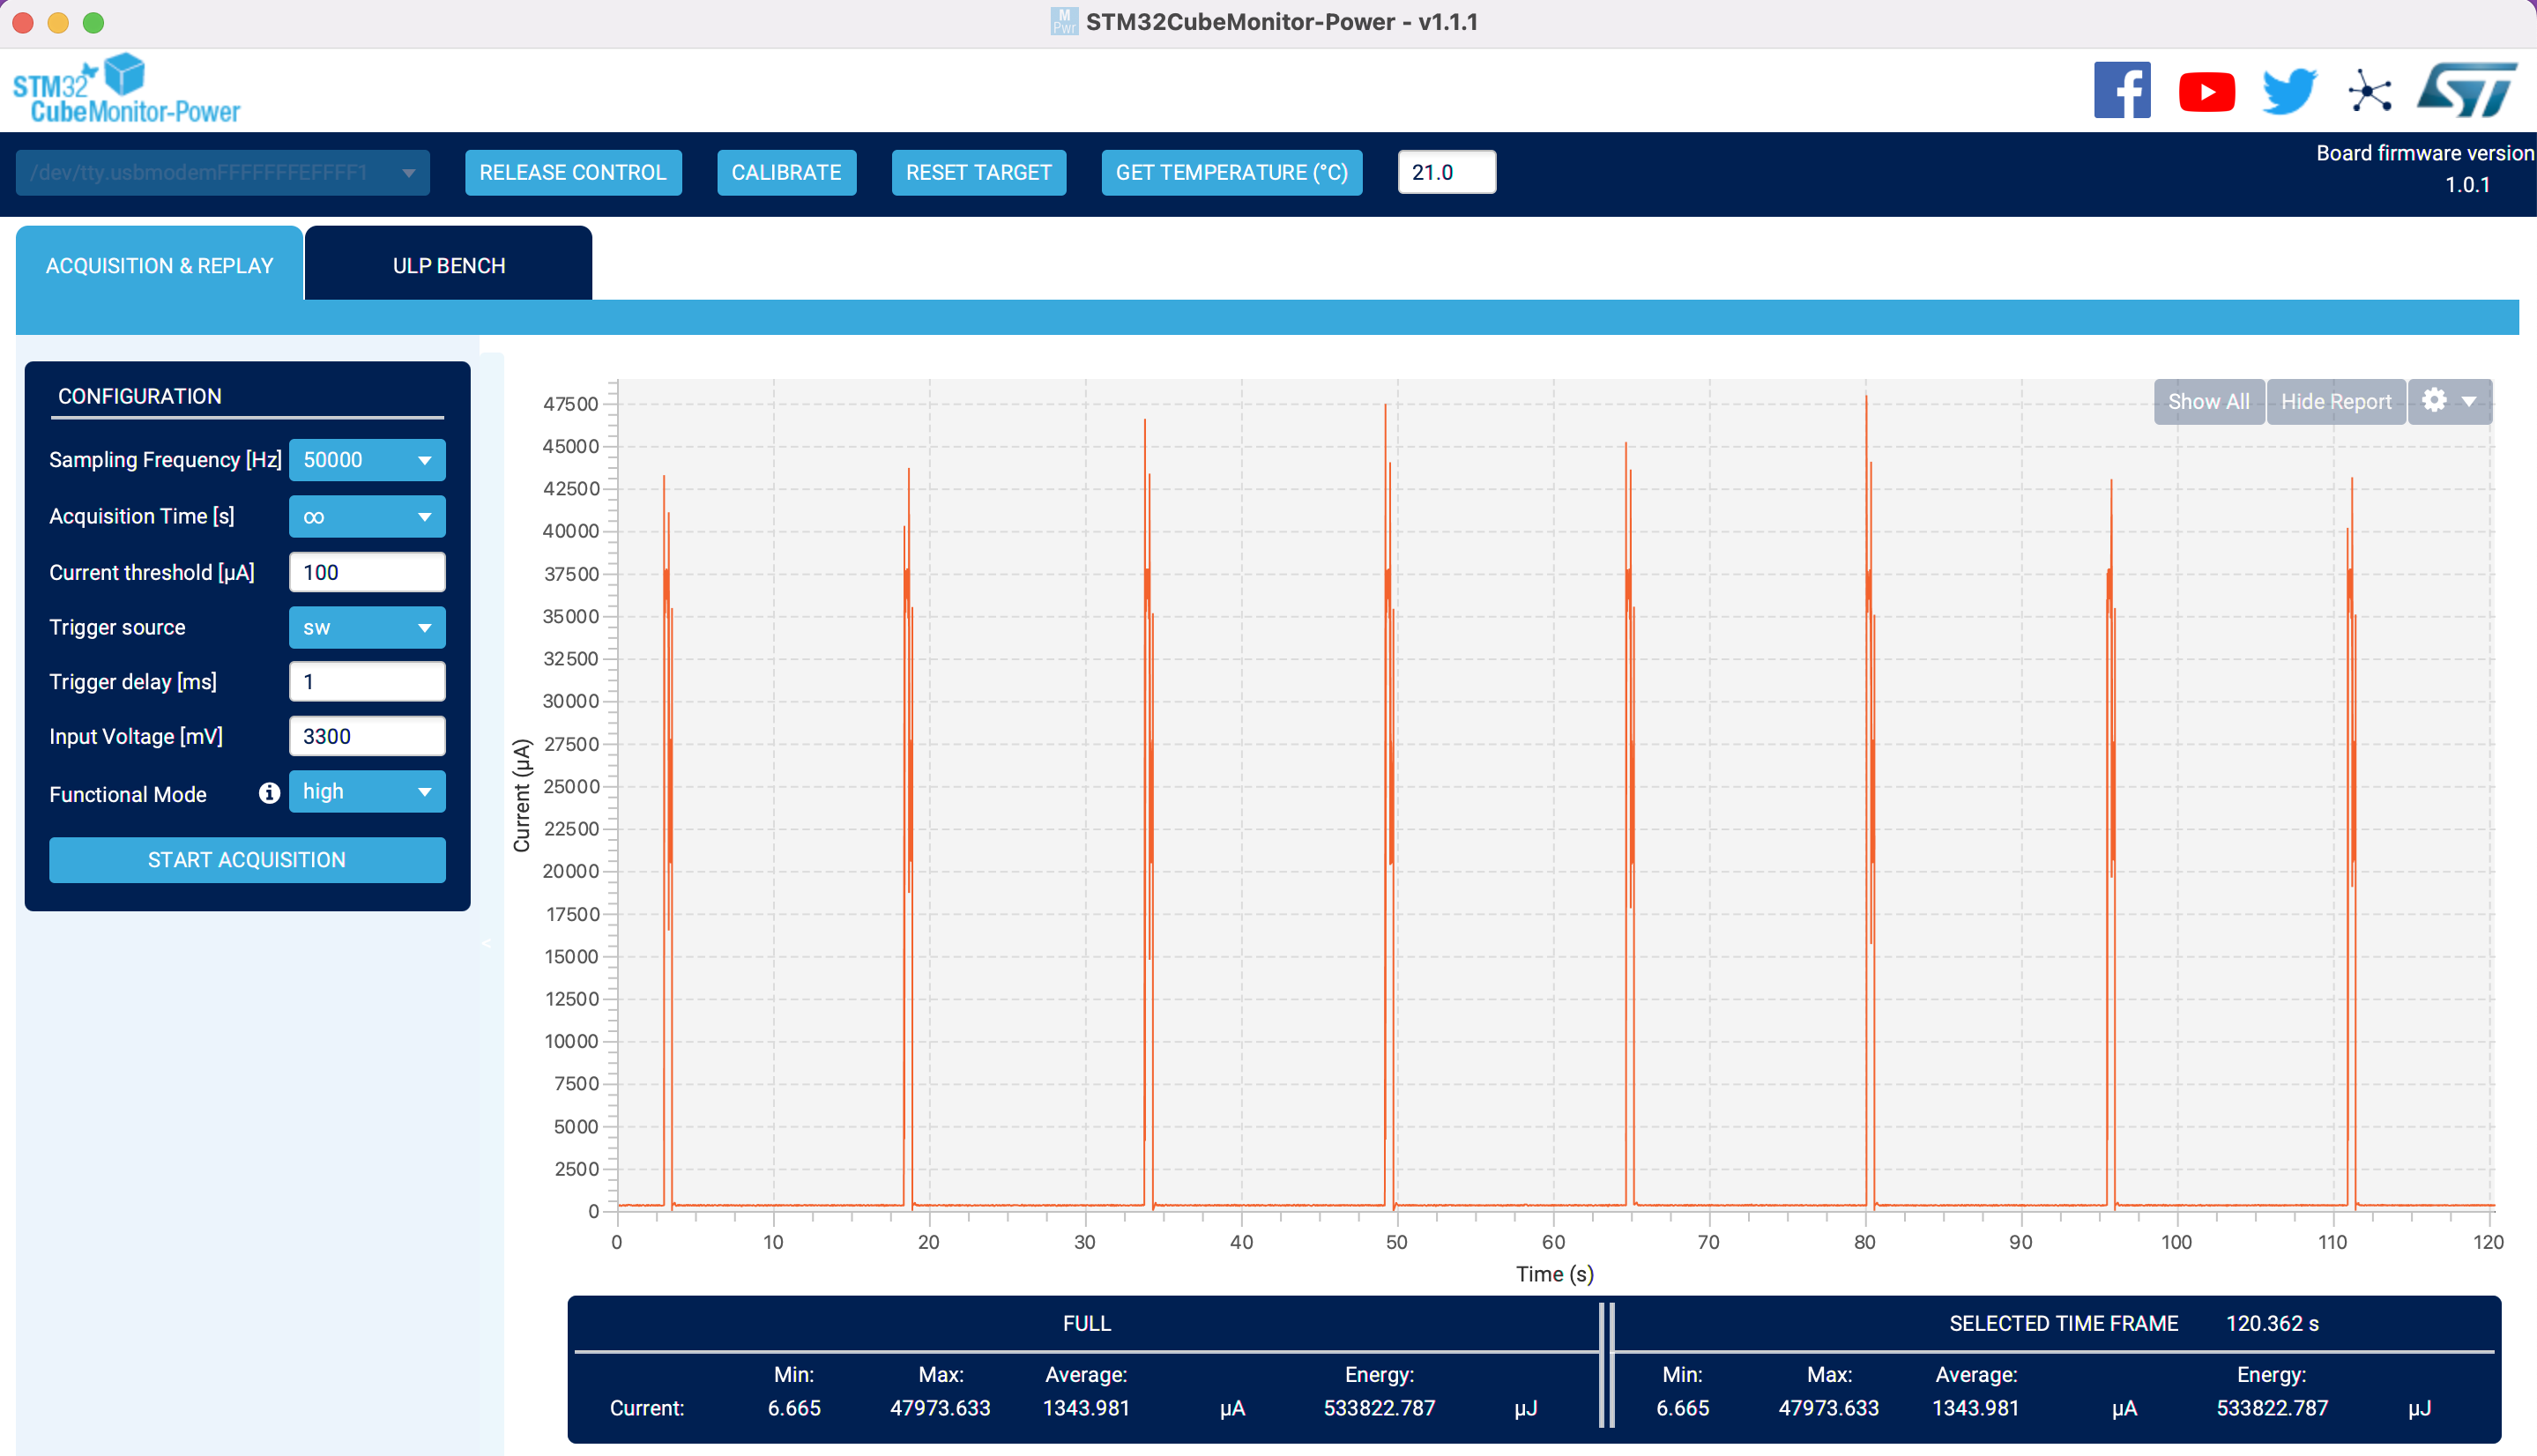 M
Pwr
STM32CubeMonitor-Power - v1.1.1
STM32
CubeMonitor-Power
/dev/tty.usbmodemFFFFFFFEFFFF1
RELEASE CONTROL
CALIBRATE
RESET TARGET
GET TEMPERATURE (°C)
21.0
Board firmware version
1.0.1
ACQUISITION & REPLAY
ULP BENCH
CONFIGURATION
Sampling Frequency [Hz] 50000
Acquisition Time [s] ∞
Current threshold [µA] 100
Trigger source sw
Trigger delay [ms] 1
Input Voltage [mV] 3300
Functional Mode high
START ACQUISITION
<
Show All
Hide Report
Current (µA)
47500
45000
42500
40000
37500
35000
32500
30000
27500
25000
22500
20000
17500
15000
12500
10000
7500
5000
2500
0
0 10 20 30 40 50 60 70 80 90 100 110 120
Time (s)
FULL
Min: Max: Average: Energy:
Current: 6.665 47973.633 1343.981 µA 533822.787 µJ
SELECTED TIME FRAME 120.362 s
Min: Max: Average: Energy:
6.665 47973.633 1343.981 µA 533822.787 µJ